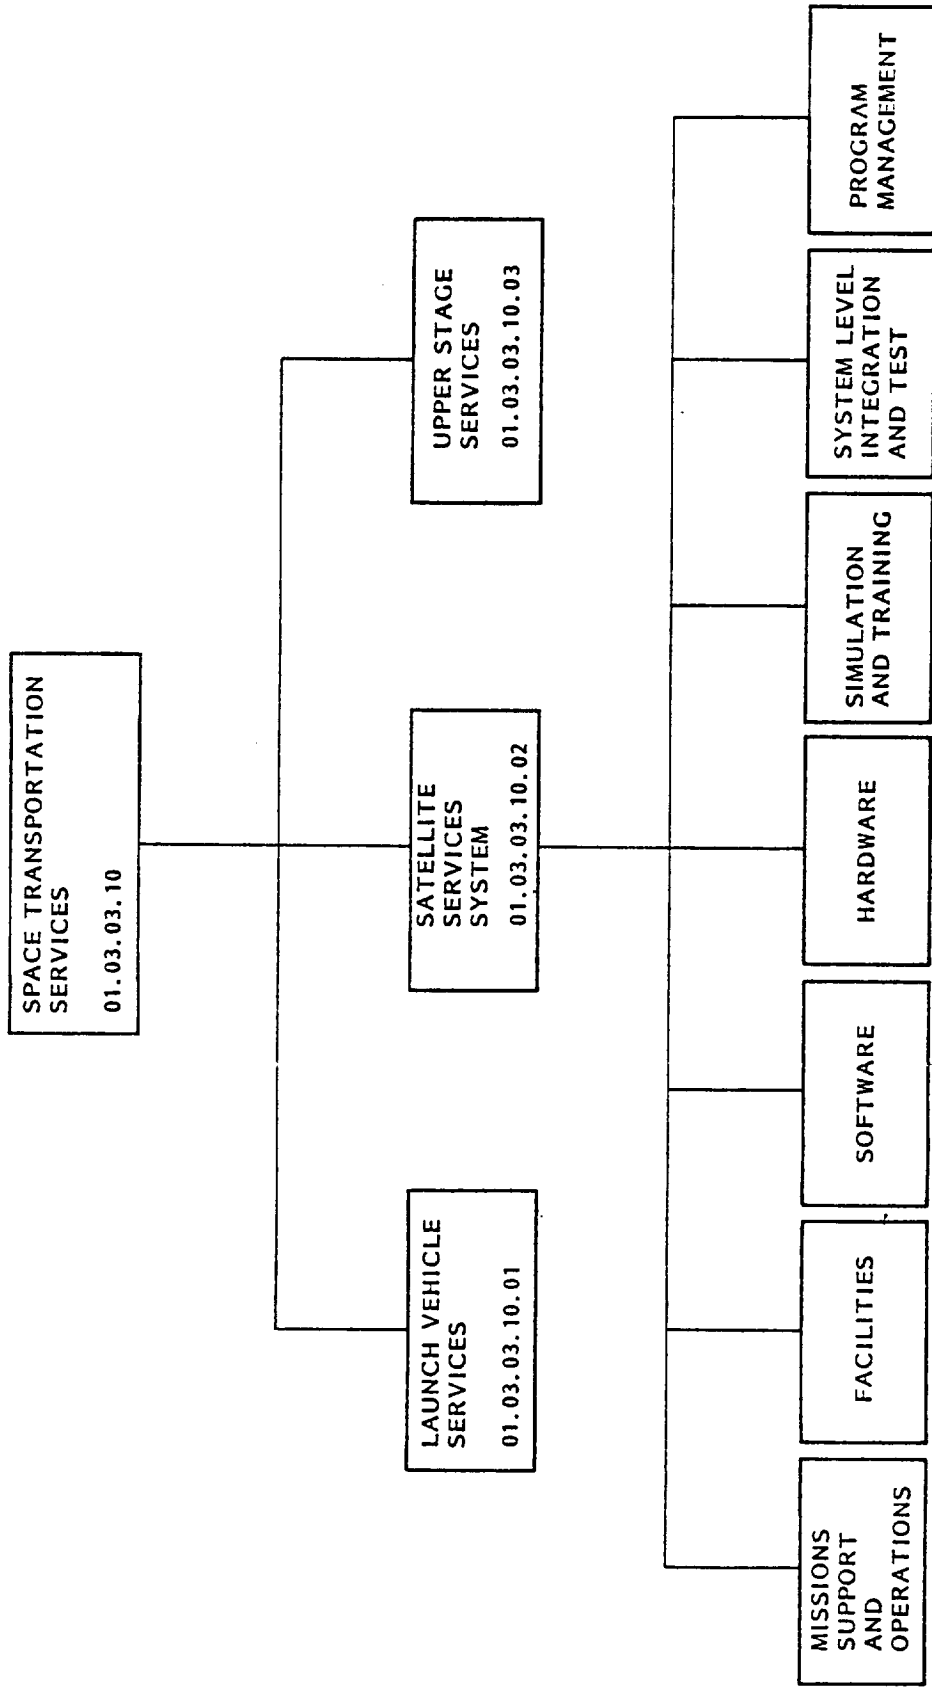 SPACE TRANSPORTATION
SERVICES
01.03.03.10
LAUNCH VEHICLE
SERVICES
01.03.03.10.01
SATELLITE
SERVICES
SYSTEM
01.03.03.10.02
UPPER STAGE
SERVICES
01.03.03.10.03
MISSIONS
SUPPORT
AND
OPERATIONS
FACILITIES
SOFTWARE
HARDWARE
SIMULATION
AND TRAINING
SYSTEM LEVEL
INTEGRATION
AND TEST
PROGRAM
MANAGEMENT